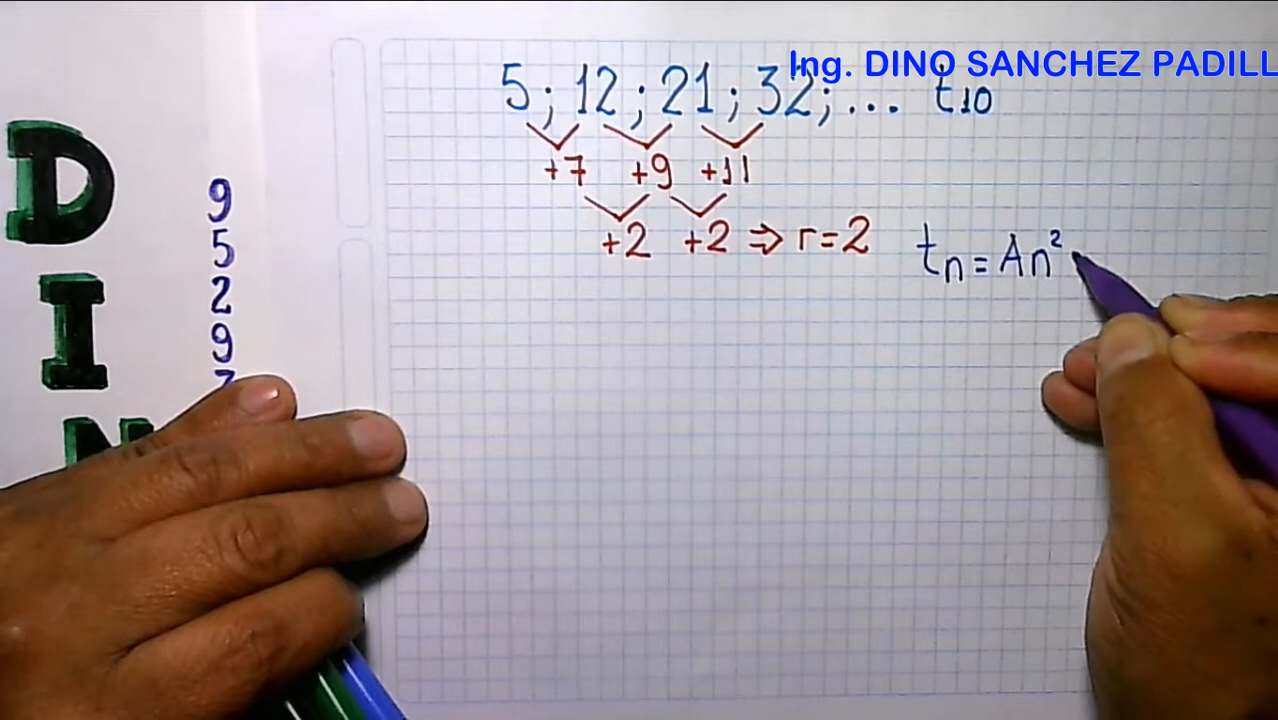 Ing. DINO SANCHEZ PADILL
5; 12; 21; 32; ... t10
+7 +9 +11
+2 +2 ⇒ r=2
tn = An²
D
I
N
9
5
2
9